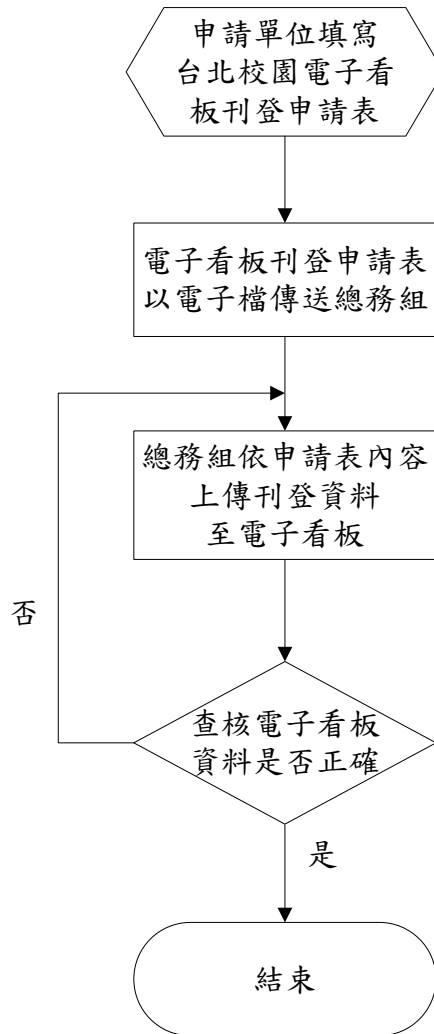 申請單位填寫
台北校園電子看
板刊登申請表
電子看板刊登申請表
以電子檔傳送總務組
總務組依申請表內容
上傳刊登資料
至電子看板
否
查核電子看板
資料是否正確
是
結束